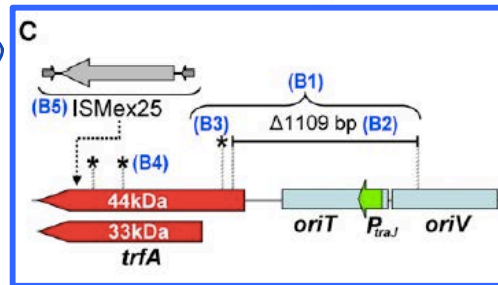 C
(B1)
(B5) ISMex25
(B3)
Δ1109 bp (B2)
*
* * (B4)
44kDa
33kDa
trfA
oriT
PtraJ
oriV